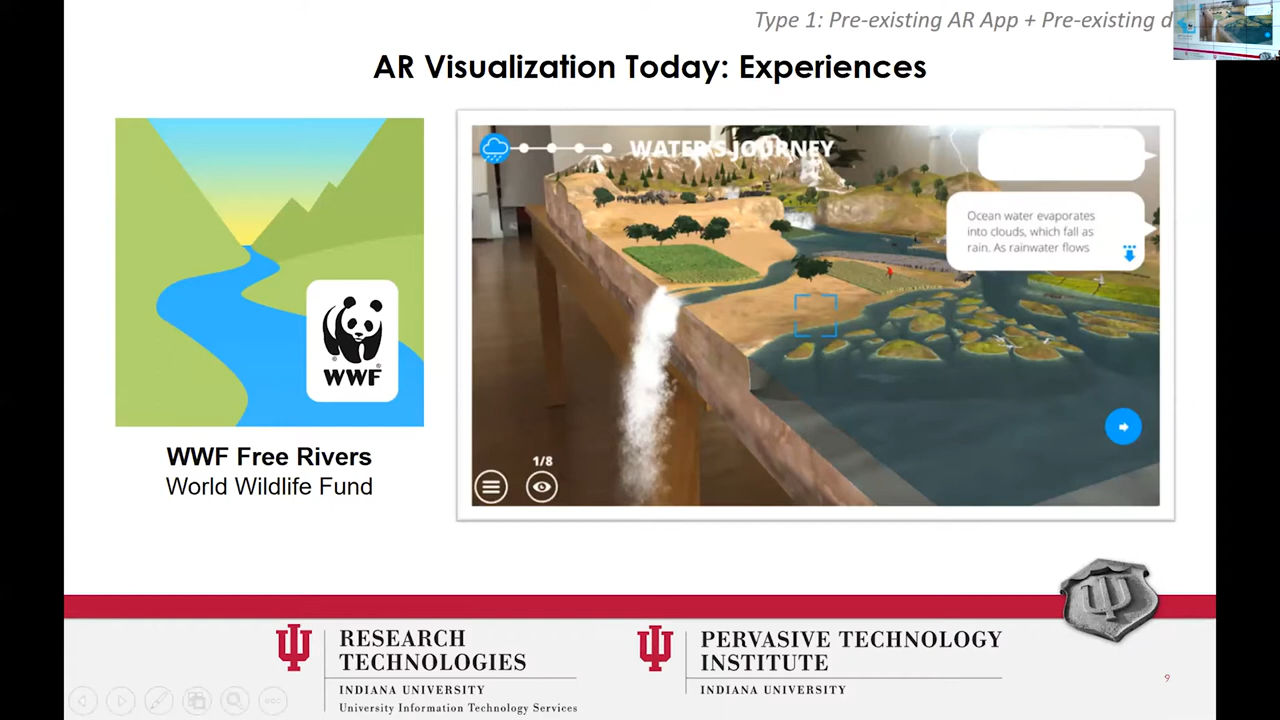 Type 1: Pre-existing AR App + Pre-existing d
AR Visualization Today: Experiences
WWF
WWF Free Rivers
World Wildlife Fund
WATER'S JOURNEY
Ocean water evaporates
into clouds, which fall as
rain. As rainwater flows
1/8
RESEARCH
TECHNOLOGIES
INDIANA UNIVERSITY
University Information Technology Services
PERVASIVE TECHNOLOGY
INSTITUTE
INDIANA UNIVERSITY
9